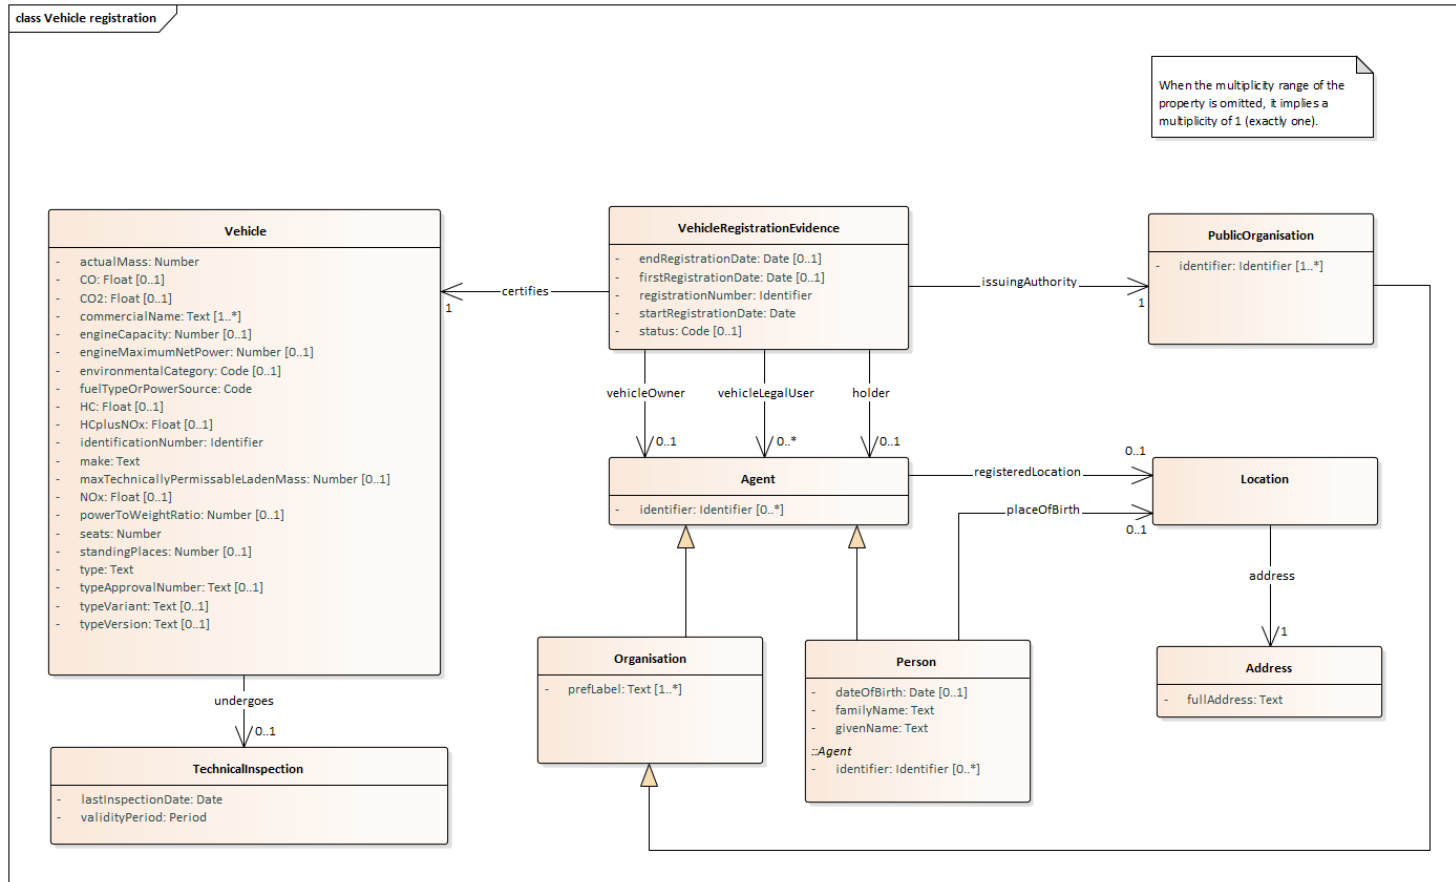 class Vehicle registration
When the multiplicity range of the
property is omitted, it implies a
multiplicity of 1 (exactly one).
Vehicle
- actualMass: Number
- CO: Float [0..1]
- CO2: Float [0..1]
- commercialName: Text [1..*]
- engineCapacity: Number [0..1]
- engineMaximumNetPower: Number [0..1]
- environmentalCategory: Code [0..1]
- fuelTypeOrPowerSource: Code
- HC: Float [0..1]
- HCplusNOx: Float [0..1]
- identificationNumber: Identifier
- make: Text
- maxTechnicallyPermissableLadenMass: Number [0..1]
- NOx: Float [0..1]
- powerToWeightRatio: Number [0..1]
- seats: Number
- standingPlaces: Number [0..1]
- type: Text
- typeApprovalNumber: Text [0..1]
- typeVariant: Text [0..1]
- typeVersion: Text [0..1]
certifies
1
VehicleRegistrationEvidence
- endRegistrationDate: Date [0..1]
- firstRegistrationDate: Date [0..1]
- registrationNumber: Identifier
- startRegistrationDate: Date
- status: Code [0..1]
issuingAuthority
1
PublicOrganisation
- identifier: Identifier [1..*]
vehicleOwner
0..1
vehicleLegalUser
0..*
holder
0..1
Agent
- identifier: Identifier [0..*]
registeredLocation
0..1
placeOfBirth
0..1
Location
address
1
Address
- fullAddress: Text
Organisation
- prefLabel: Text [1..*]
Person
- dateOfBirth: Date [0..1]
- familyName: Text
- givenName: Text
::Agent
- identifier: Identifier [0..*]
undergoes
0..1
TechnicalInspection
- lastInspectionDate: Date
- validityPeriod: Period